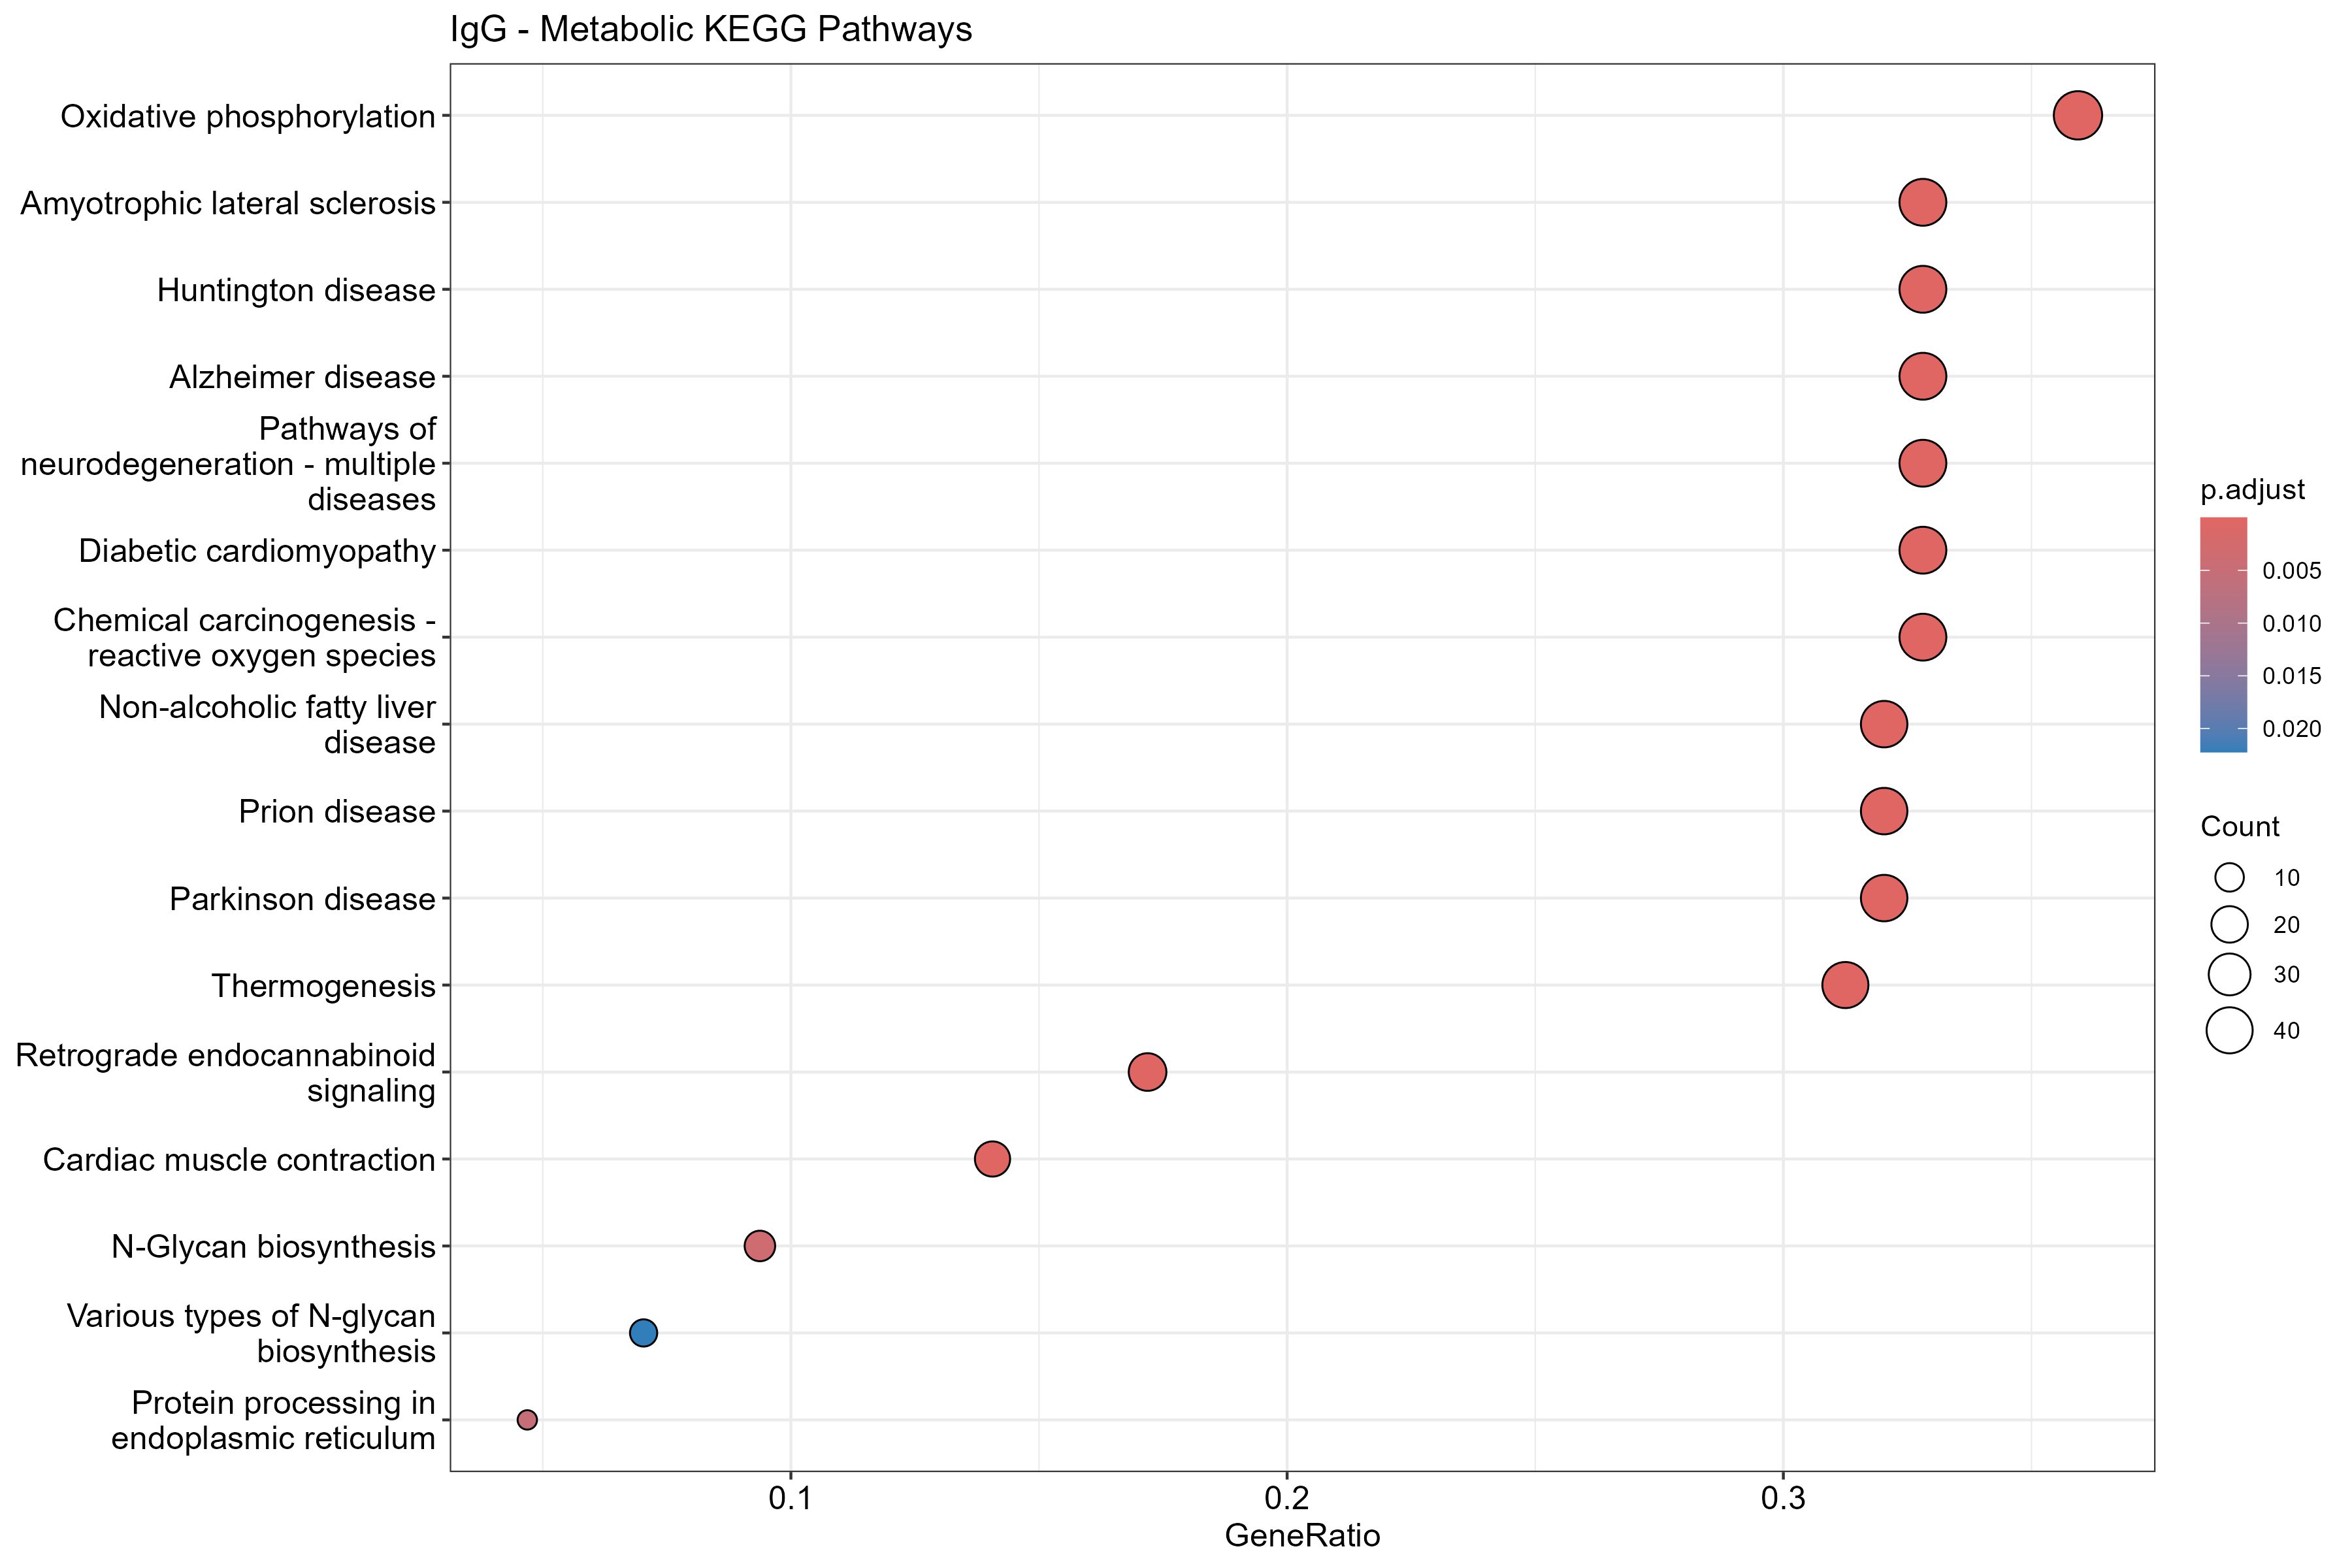 IgG - Metabolic KEGG Pathways
Oxidative phosphorylation
Amyotrophic lateral sclerosis
Huntington disease
Alzheimer disease
Pathways of
neurodegeneration - multiple
diseases
Diabetic cardiomyopathy
Chemical carcinogenesis -
reactive oxygen species
Non-alcoholic fatty liver
disease
Prion disease
Parkinson disease
Thermogenesis
Retrograde endocannabinoid
signaling
Cardiac muscle contraction
N-Glycan biosynthesis
Various types of N-glycan
biosynthesis
Protein processing in
endoplasmic reticulum
0.1
0.2
0.3
GeneRatio
p.adjust
0.005
0.010
0.015
0.020
Count
10
20
30
40